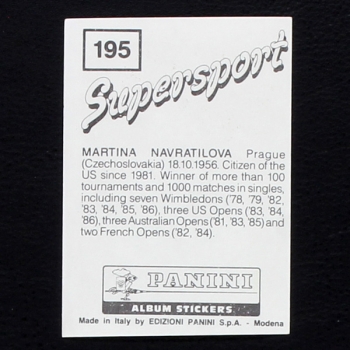 195
Supersport
MARTINA NAVRATILOVA Prague
(Czechoslovakia) 18.10.1956. Citizen of the
US since 1981. Winner of more than 100
tournaments and 1000 matches in singles,
including seven Wimbledons ('78, '79, '82,
'83, '84, '85, '86), three US Opens ('83, '84,
'86), three Australian Opens ('81, '83, '85) and
two French Opens ('82, '84).
PANINI
ALBUM STICKERS
Made in Italy by EDIZIONI PANINI S.p.A. - Modena